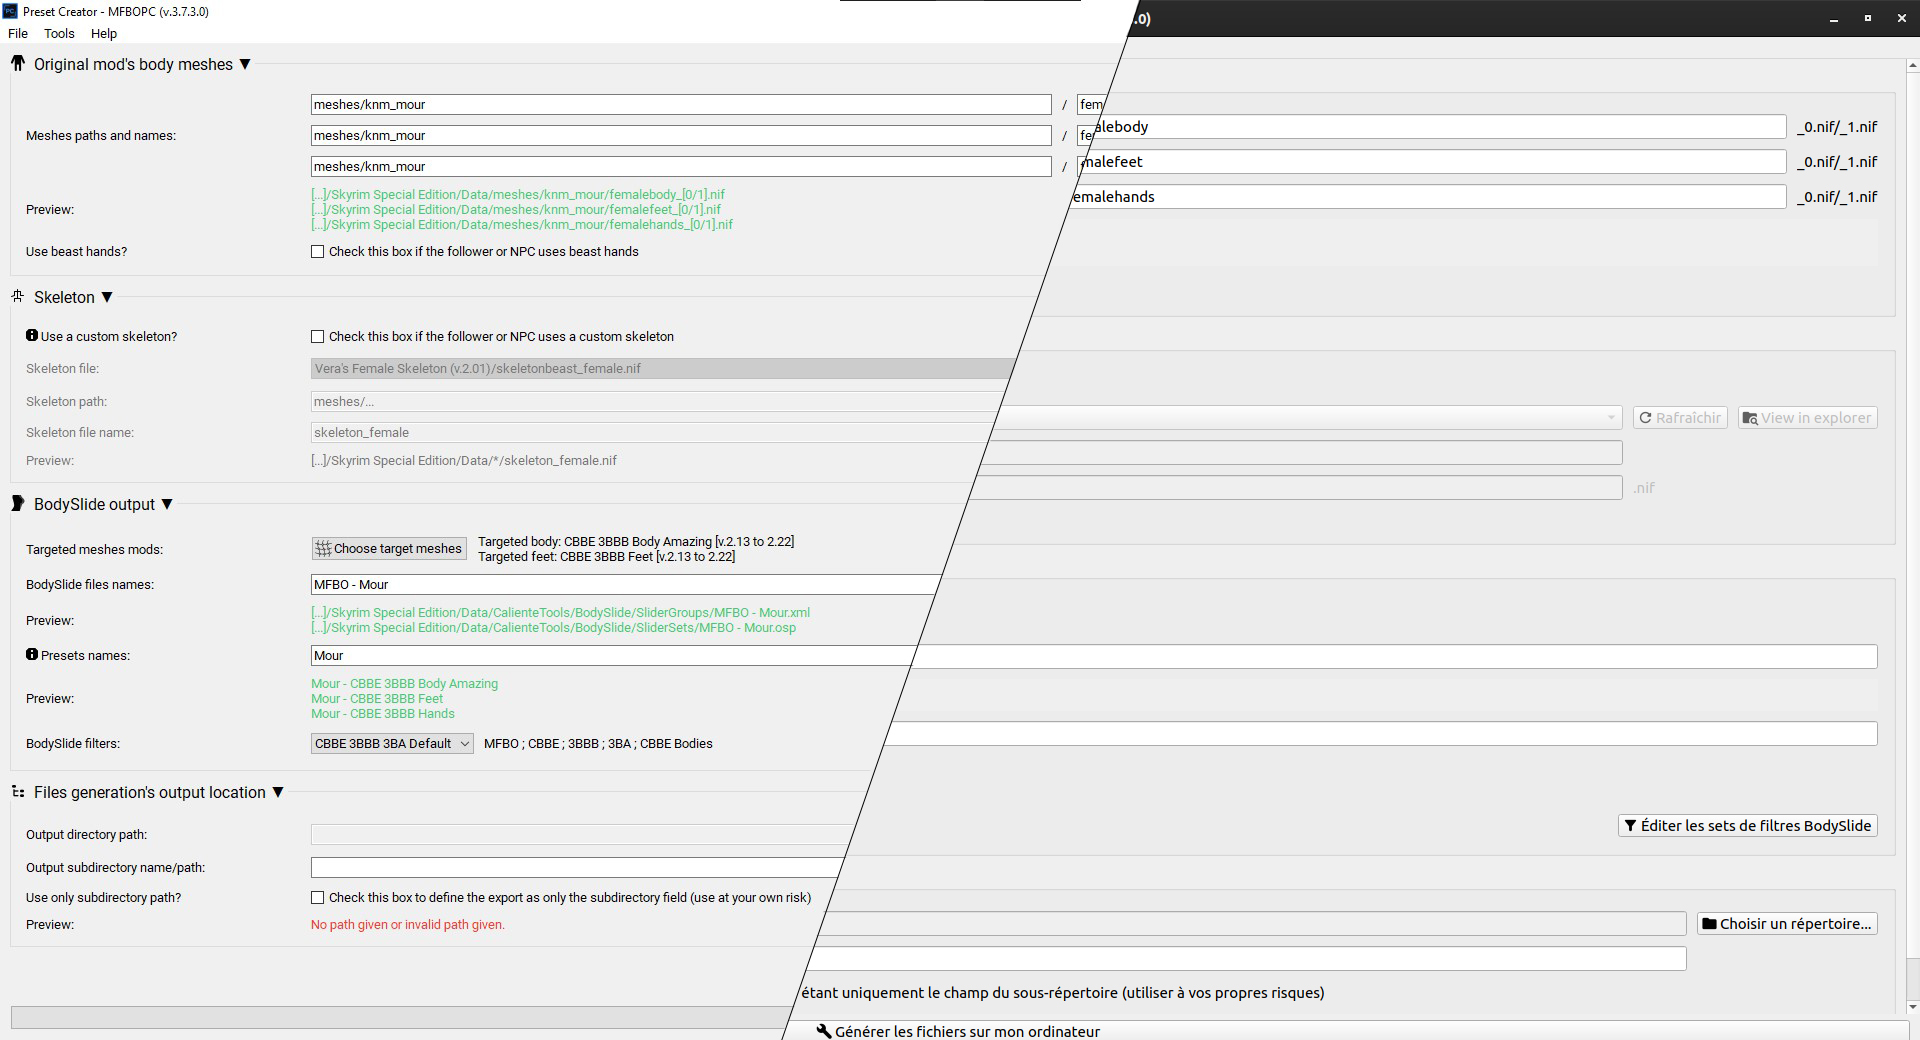 Preset Creator - MFBOPC (v.3.7.3.0)
.0)
File Tools Help
Original mod's body meshes ▼
Meshes paths and names:
meshes/knm_mour / fem
alebody _0.nif/_1.nif
meshes/knm_mour /
malefeet _0.nif/_1.nif
meshes/knm_mour /
emalehands _0.nif/_1.nif
Preview:
[...]/Skyrim Special Edition/Data/meshes/knm_mour/femalebody_[0/1].nif
[...]/Skyrim Special Edition/Data/meshes/knm_mour/femalefeet_[0/1].nif
[...]/Skyrim Special Edition/Data/meshes/knm_mour/femalehands_[0/1].nif
Use beast hands? Check this box if the follower or NPC uses beast hands
Skeleton ▼
Use a custom skeleton? Check this box if the follower or NPC uses a custom skeleton
Skeleton file: Vera's Female Skeleton (v.2.01)/skeletonbeast_female.nif
Rafraîchir View in explorer
Skeleton path: meshes/...
Skeleton file name: skeleton_female
.nif
Preview: [...]/Skyrim Special Edition/Data/*/skeleton_female.nif
BodySlide output ▼
Targeted meshes mods: Choose target meshes
Targeted body: CBBE 3BBB Body Amazing [v.2.13 to 2.22]
Targeted feet: CBBE 3BBB Feet [v.2.13 to 2.22]
BodySlide files names: MFBO - Mour
Preview:
[...]/Skyrim Special Edition/Data/CalienteTools/BodySlide/SliderGroups/MFBO - Mour.xml
[...]/Skyrim Special Edition/Data/CalienteTools/BodySlide/SliderSets/MFBO - Mour.osp
Presets names: Mour
Preview:
Mour - CBBE 3BBB Body Amazing
Mour - CBBE 3BBB Feet
Mour - CBBE 3BBB Hands
BodySlide filters: CBBE 3BBB 3BA Default MFBO ; CBBE ; 3BBB ; 3BA ; CBBE Bodies
Éditer les sets de filtres BodySlide
Files generation's output location ▼
Output directory path:
Choisir un répertoire...
Output subdirectory name/path:
Use only subdirectory path? Check this box to define the export as only the subdirectory field (use at your own risk)
étant uniquement le champ du sous-répertoire (utiliser à vos propres risques)
Preview: No path given or invalid path given.
Générer les fichiers sur mon ordinateur